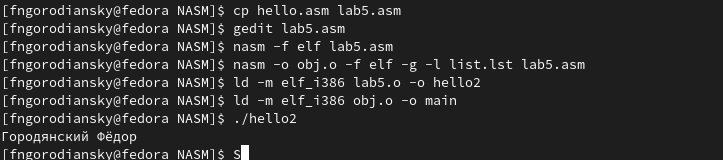 [fngorodiansky@fedora NASM]$ cp hello.asm lab5.asm
[fngorodiansky@fedora NASM]$ gedit lab5.asm
[fngorodiansky@fedora NASM]$ nasm -f elf lab5.asm
[fngorodiansky@fedora NASM]$ nasm -o obj.o -f elf -g -l list.lst lab5.asm
[fngorodiansky@fedora NASM]$ ld -m elf_i386 lab5.o -o hello2
[fngorodiansky@fedora NASM]$ ld -m elf_i386 obj.o -o main
[fngorodiansky@fedora NASM]$ ./hello2
Городянский Фёдор
[fngorodiansky@fedora NASM]$ S